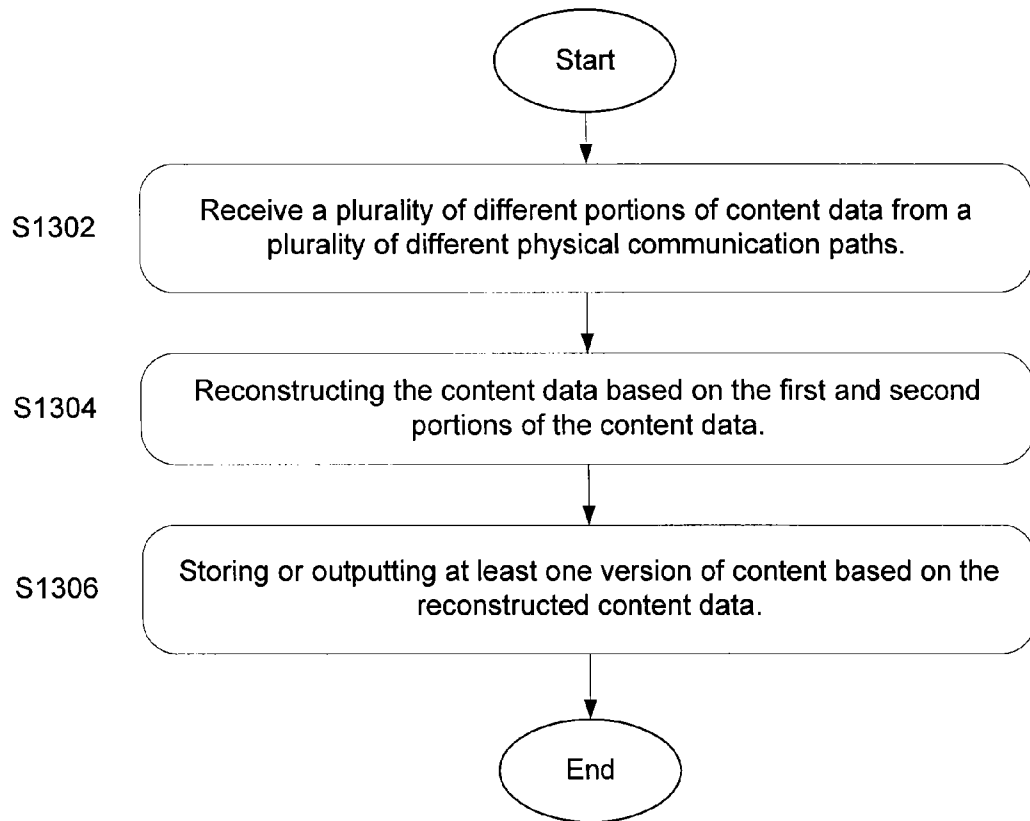 Start
S1302
Receive a plurality of different portions of content data from a
plurality of different physical communication paths.
S1304
Reconstructing the content data based on the first and second
portions of the content data.
S1306
Storing or outputting at least one version of content based on the
reconstructed content data.
End